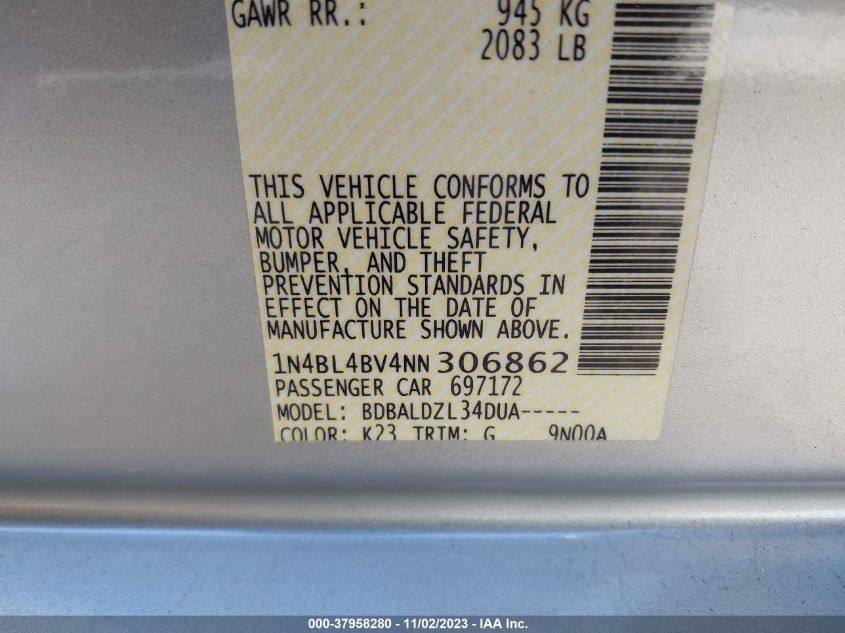 GAWR RR.: 945 KG
2083 LB
THIS VEHICLE CONFORMS TO
ALL APPLICABLE FEDERAL
MOTOR VEHICLE SAFETY,
BUMPER, AND THEFT
PREVENTION STANDARDS IN
EFFECT ON THE DATE OF
MANUFACTURE SHOWN ABOVE.
1N4BL4BV4NN306862
PASSENGER CAR 697172
MODEL: BDBALDZL34DUA-----
COLOR: K23 TRIM: G 9N00A
000-37958280 - 11/02/2023 - IAA Inc.